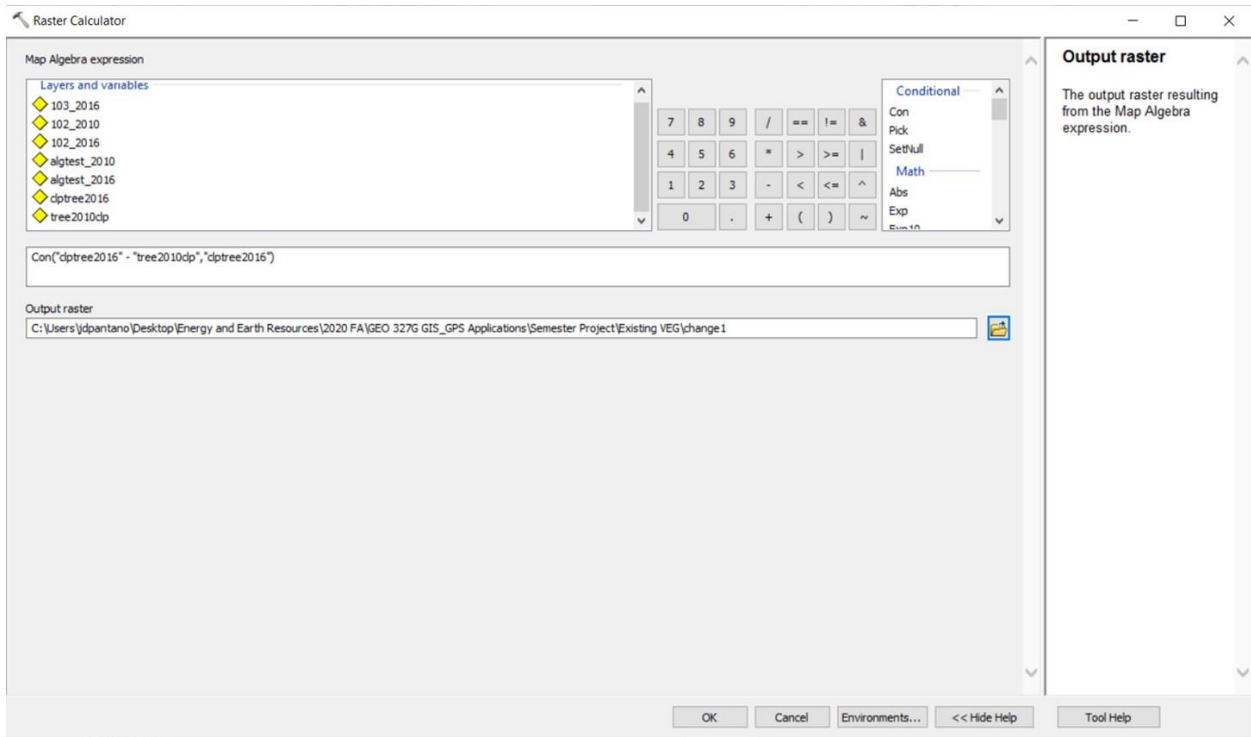 Raster Calculator
Map Algebra expression
Layers and variables
103_2016
102_2010
102_2016
algtest_2010
algtest_2016
clptree2016
tree2010clp
7 8 9 / == != &
4 5 6 * > >= |
1 2 3 - < <= ^
0 . + ( ) ~
Conditional
Con
Pick
SetNull
Math
Abs
Exp
Exp10
Con("clptree2016" - "tree2010clp","clptree2016")
Output raster
C:\Users\jdpantano\Desktop\Energy and Earth Resources\2020 FA\GEO 327G GIS_GPS Applications\Semester Project\Existing VEG\change1
OK Cancel Environments... << Hide Help Tool Help
Output raster
The output raster resulting
from the Map Algebra
expression.